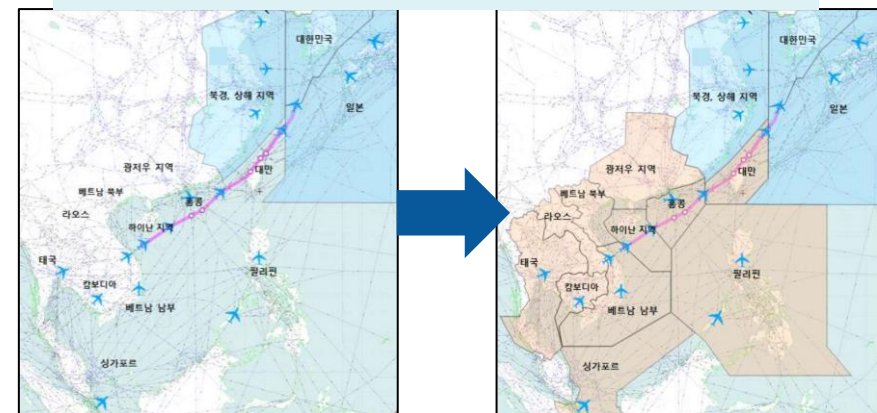 대한민국
북경, 상해 지역
일본
광저우 지역
대만
베트남 북부
홍콩
라오스
하이난 지역
태국
필리핀
캄보디아
베트남 남부
싱가포르
대한민국
북경, 상해 지역
일본
광저우 지역
대만
베트남 북부
홍콩
라오스
하이난 지역
태국
필리핀
캄보디아
베트남 남부
싱가포르